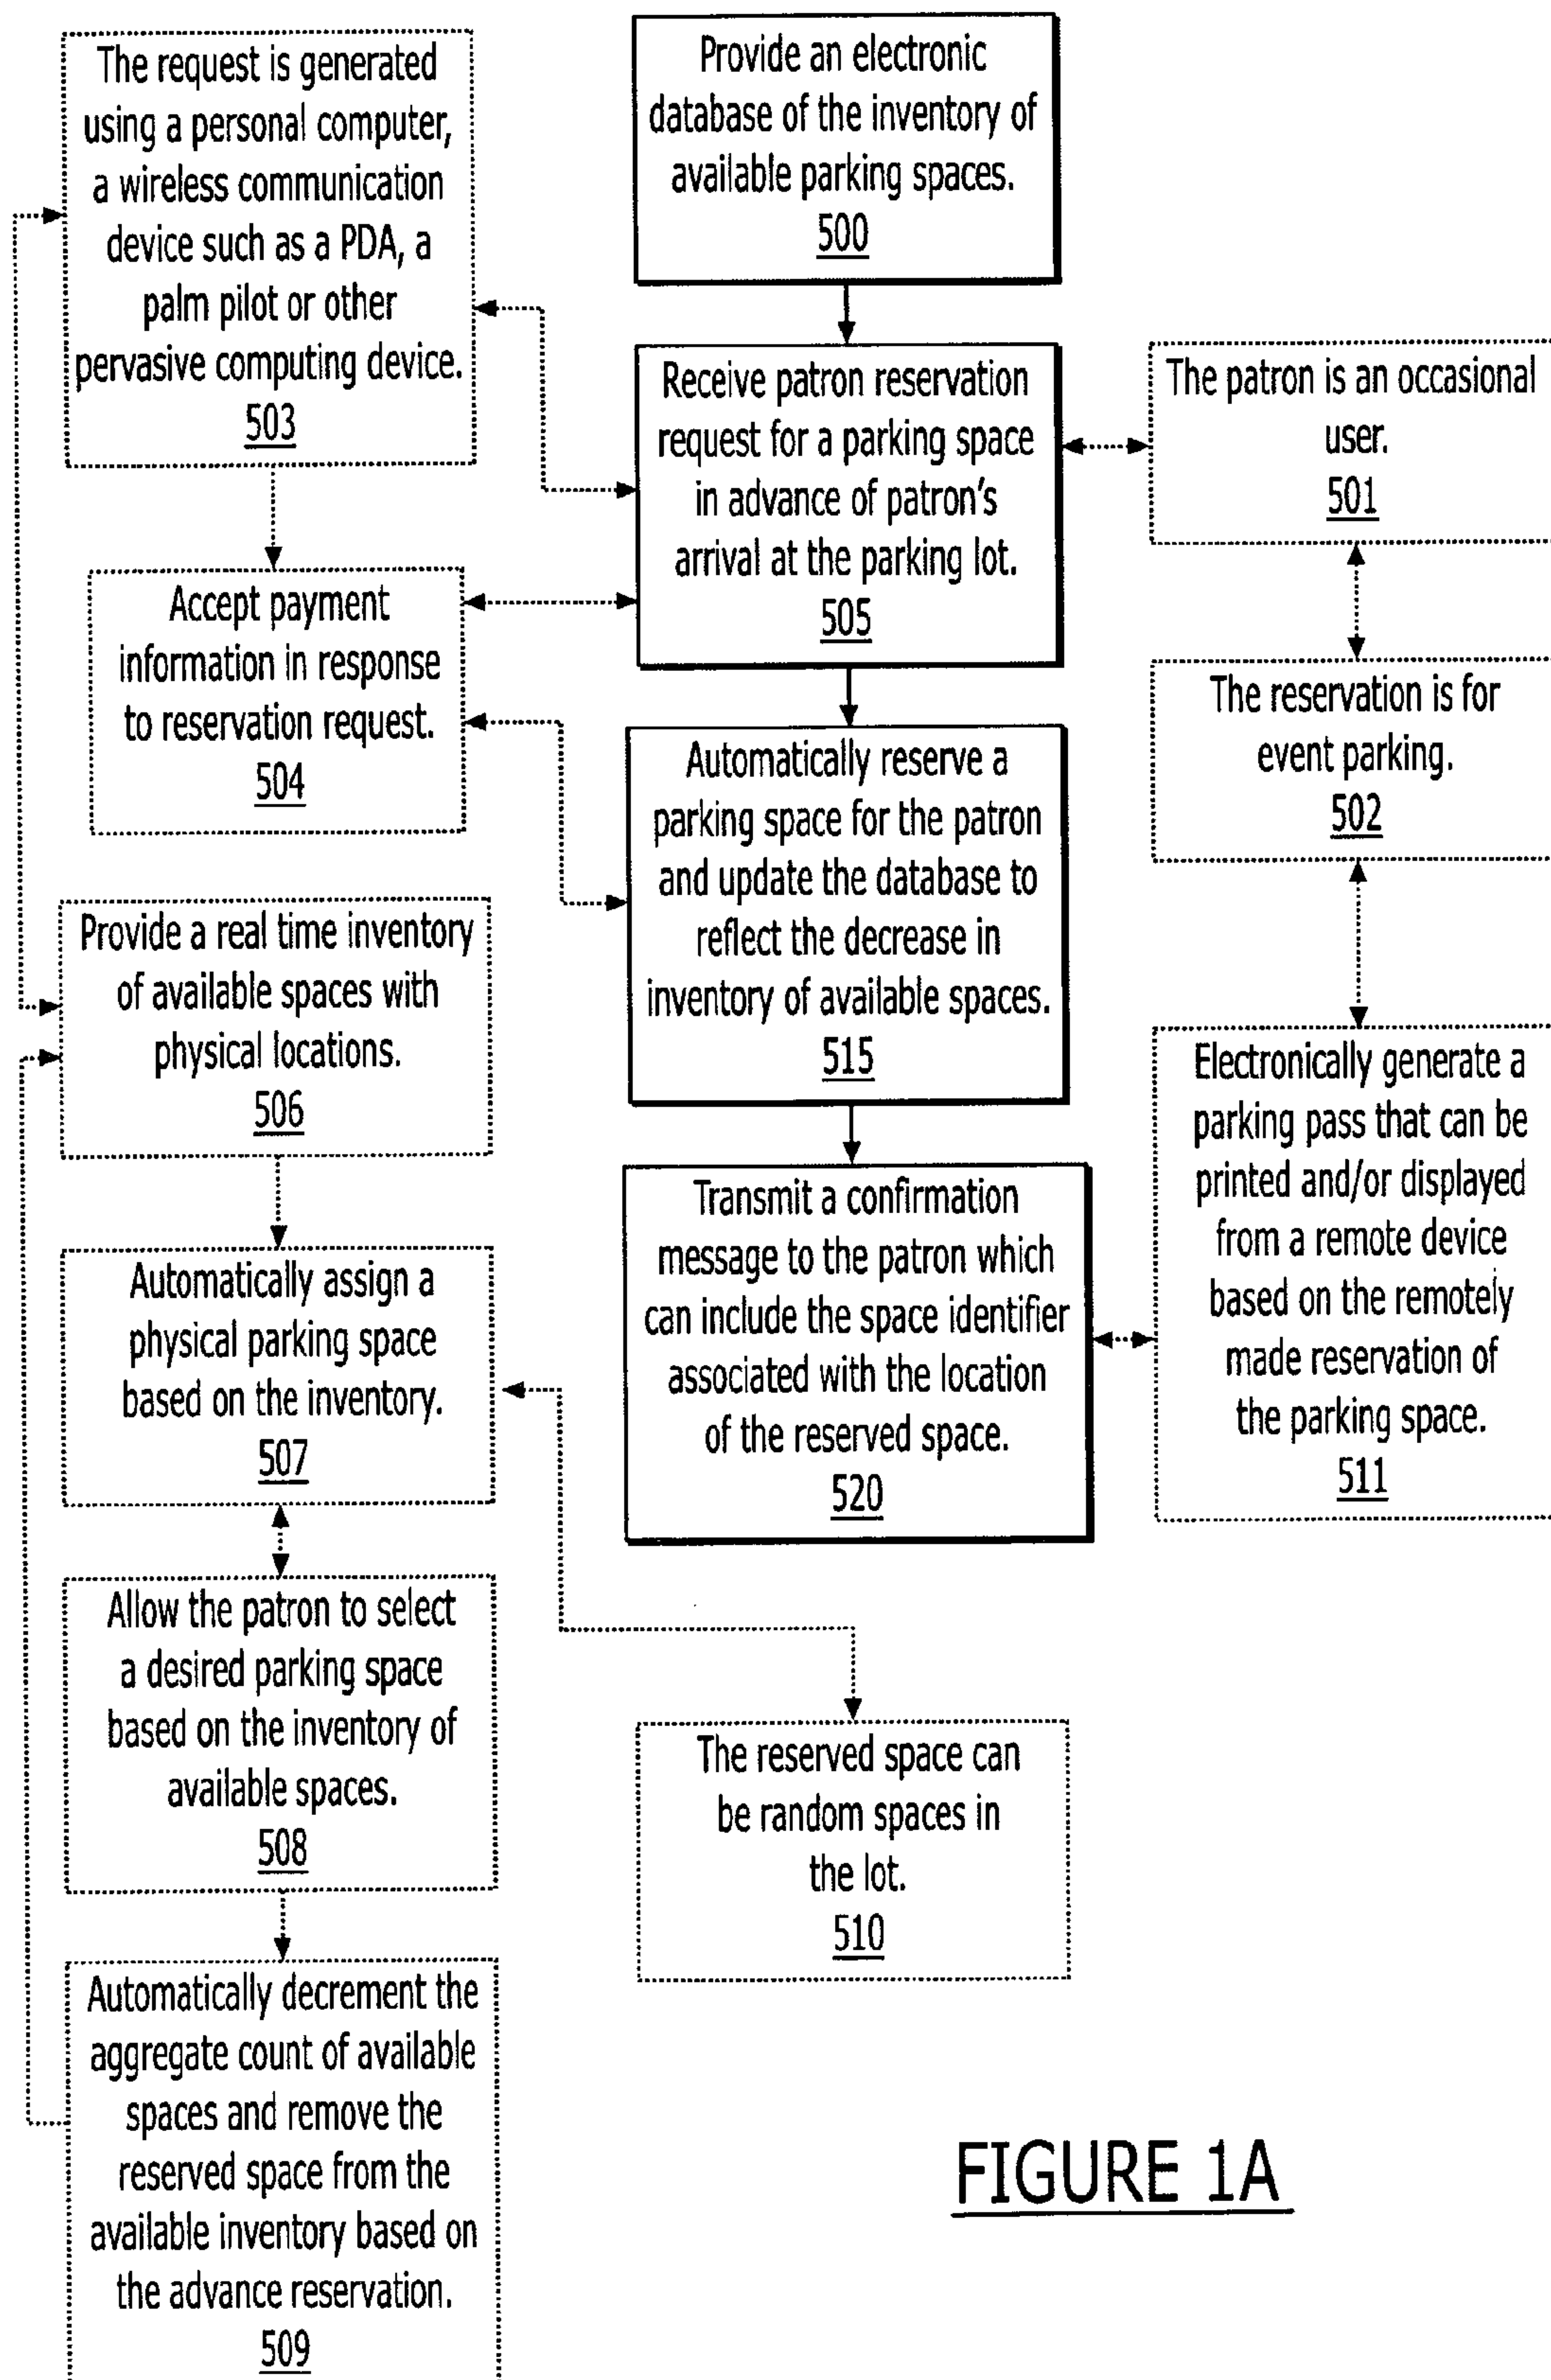 The request is generated
using a personal computer,
a wireless communication
device such as a PDA, a
palm pilot or other
pervasive computing device.
503
Provide an electronic
database of the inventory of
available parking spaces.
500
Receive patron reservation
request for a parking space
in advance of patron's
arrival at the parking lot.
505
The patron is an occasional
user.
501
Accept payment
information in response
to reservation request.
504
The reservation is for
event parking.
502
Automatically reserve a
parking space for the patron
and update the database to
reflect the decrease in
inventory of available spaces.
515
Provide a real time inventory
of available spaces with
physical locations.
506
Electronically generate a
parking pass that can be
printed and/or displayed
from a remote device
based on the remotely
made reservation of
the parking space.
511
Transmit a confirmation
message to the patron which
can include the space identifier
associated with the location
of the reserved space.
520
Automatically assign a
physical parking space
based on the inventory.
507
Allow the patron to select
a desired parking space
based on the inventory of
available spaces.
508
The reserved space can
be random spaces in
the lot.
510
Automatically decrement the
aggregate count of available
spaces and remove the
reserved space from the
available inventory based on
the advance reservation.
509
FIGURE 1A